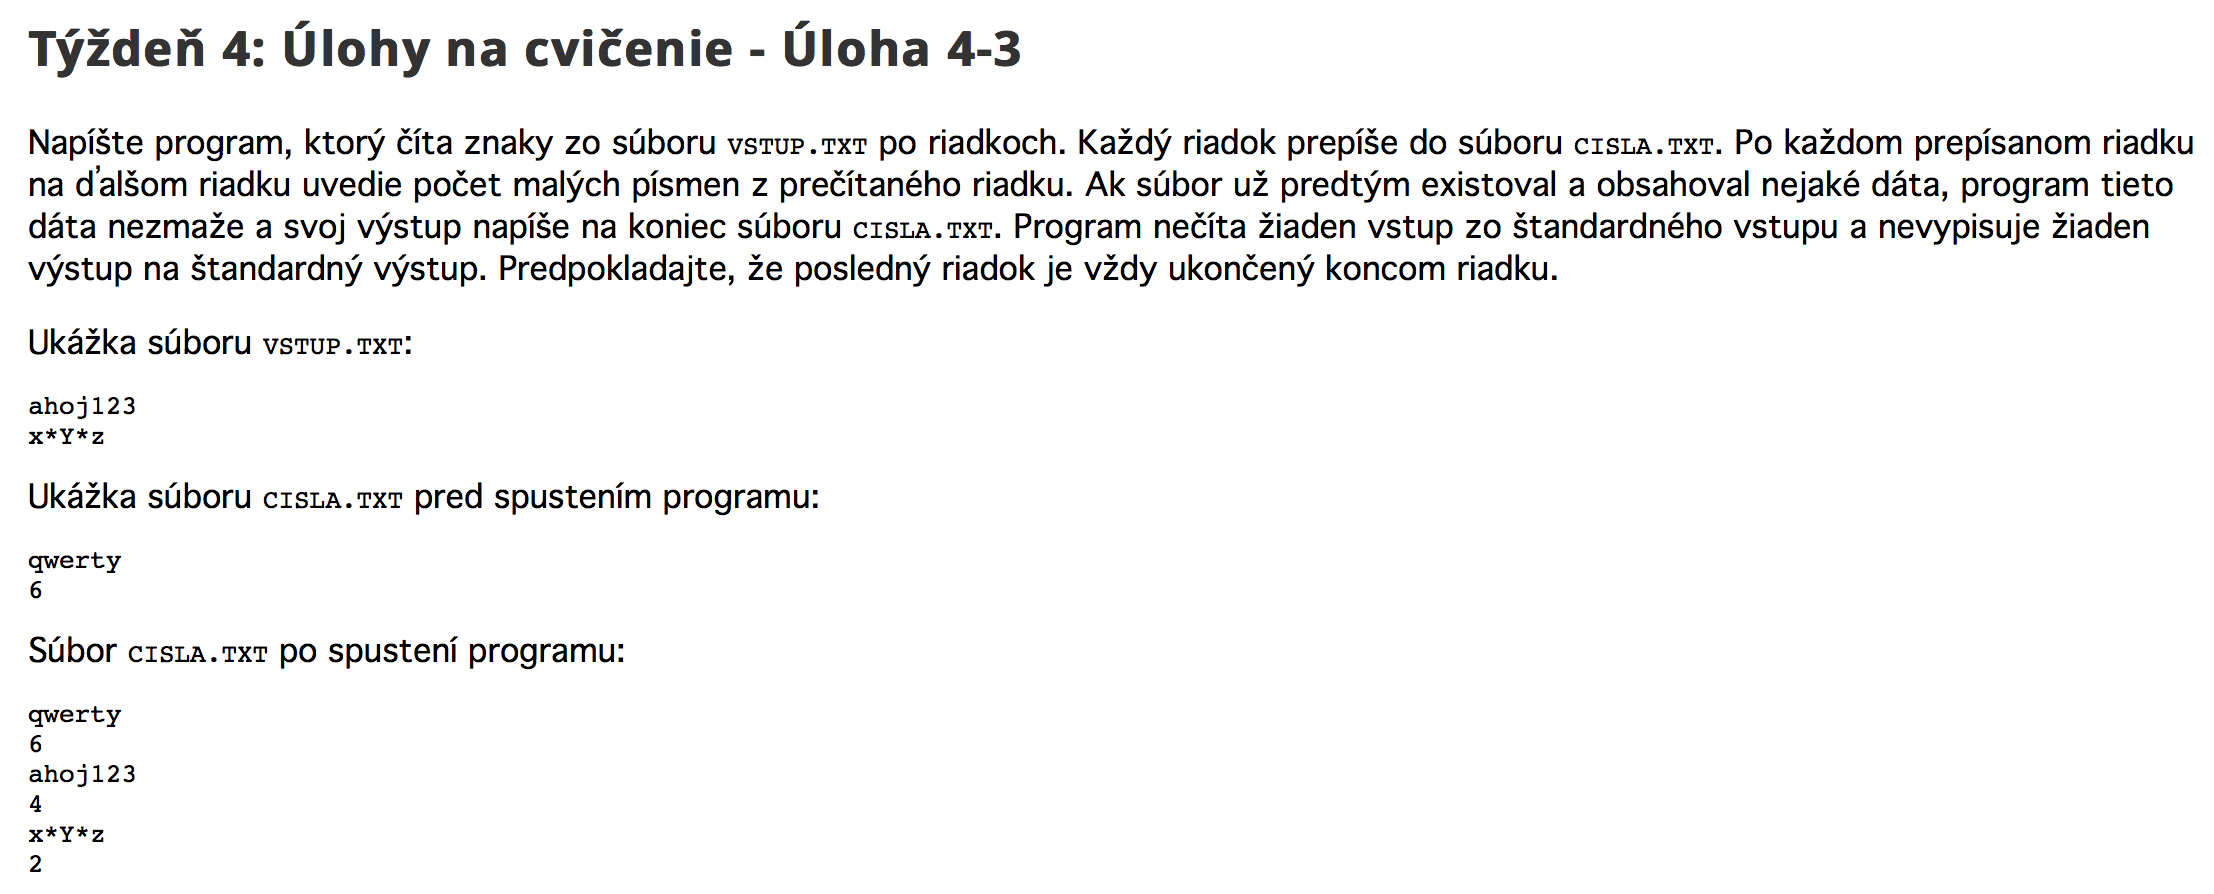 Týždeň 4: Úlohy na cvičenie - Úloha 4-3
Napíšte program, ktorý číta znaky zo súboru VSTUP.TXT po riadkoch. Každý riadok prepíše do súboru CISLA.TXT. Po každom prepísanom riadku
na ďalšom riadku uvedie počet malých písmen z prečítaného riadku. Ak súbor už predtým existoval a obsahoval nejaké dáta, program tieto
dáta nezmaže a svoj výstup napíše na koniec súboru CISLA.TXT. Program nečíta žiaden vstup zo štandardného vstupu a nevypisuje žiaden
výstup na štandardný výstup. Predpokladajte, že posledný riadok je vždy ukončený koncom riadku.
Ukážka súboru VSTUP.TXT:
ahoj123
x*Y*z
Ukážka súboru CISLA.TXT pred spustením programu:
qwerty
6
Súbor CISLA.TXT po spustení programu:
qwerty
6
ahoj123
4
x*Y*z
2